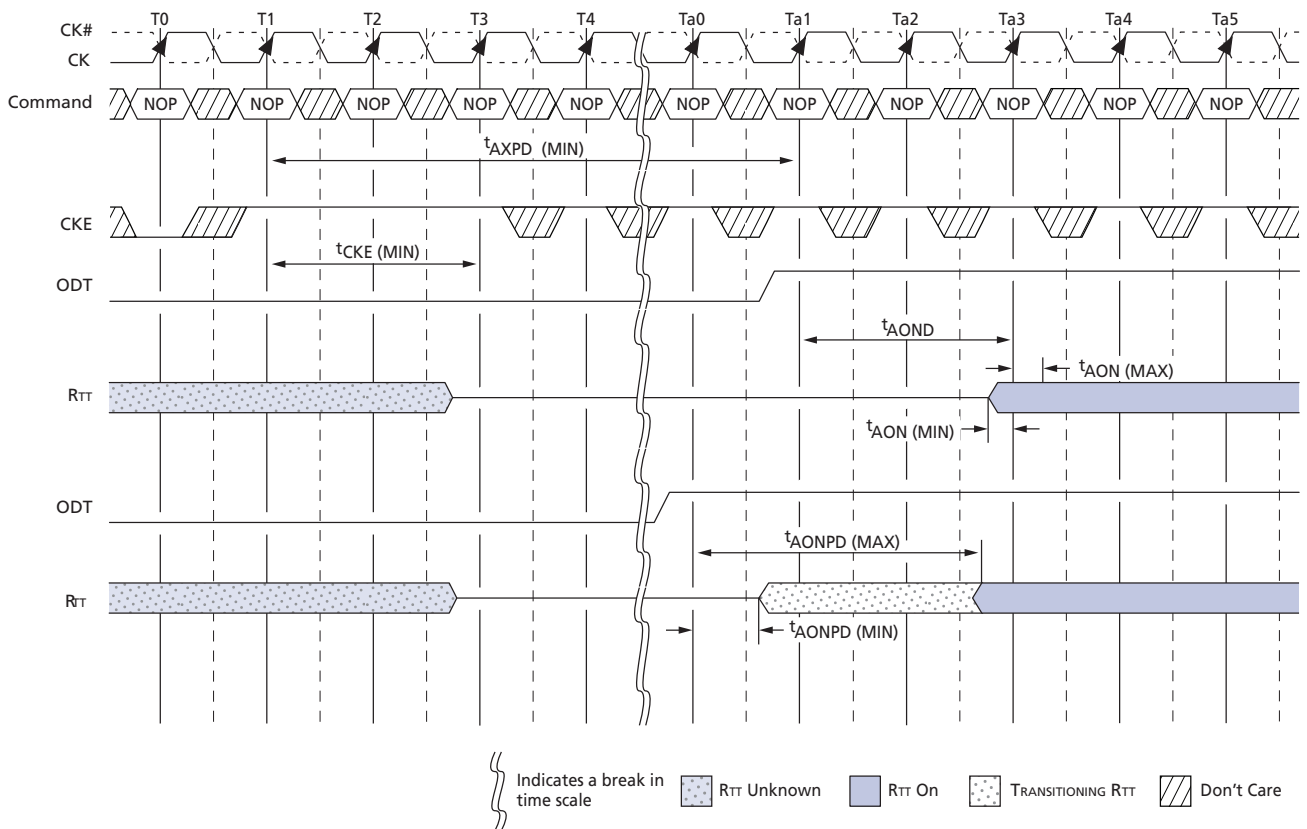 T0 T1 T2 T3 T4 Ta0 Ta1 Ta2 Ta3 Ta4 Ta5
CK#
CK
Command NOP NOP NOP NOP NOP NOP NOP NOP NOP NOP NOP
tAXPD (MIN)
CKE
tCKE (MIN)
ODT
tAOND
tAON (MAX)
RTT
tAON (MIN)
ODT
tAONPD (MAX)
RTT
tAONPD (MIN)
Indicates a break in
time scale
RTT Unknown
RTT On
TRANSITIONING RTT
Don't Care